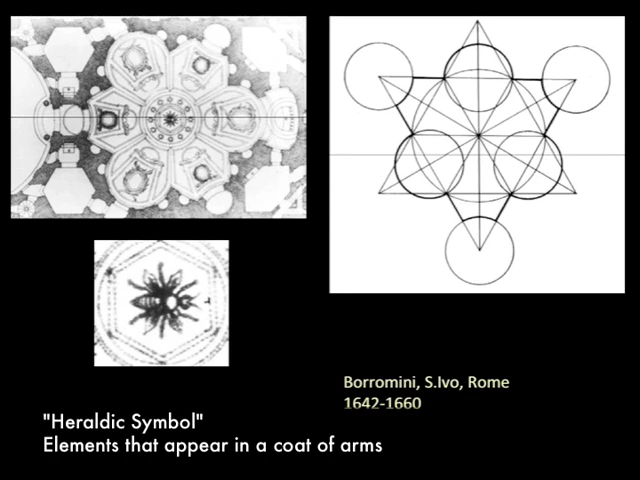 Borromini, S.Ivo, Rome
1642-1660
"Heraldic Symbol"
Elements that appear in a coat of arms